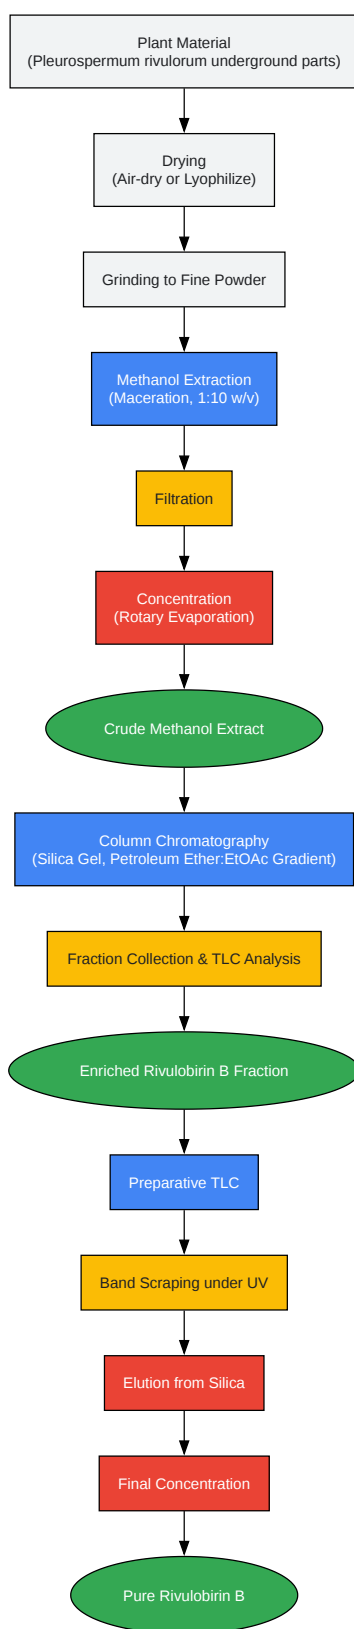 Plant Material
(Pleurospermum rivulorum underground parts)
Drying
(Air-dry or Lyophilize)
Grinding to Fine Powder
Methanol Extraction
(Maceration, 1:10 w/v)
Filtration
Concentration
(Rotary Evaporation)
Crude Methanol Extract
Column Chromatography
(Silica Gel, Petroleum Ether:EtOAc Gradient)
Fraction Collection & TLC Analysis
Enriched Rivulobirin B Fraction
Preparative TLC
Band Scraping under UV
Elution from Silica
Final Concentration
Pure Rivulobirin B